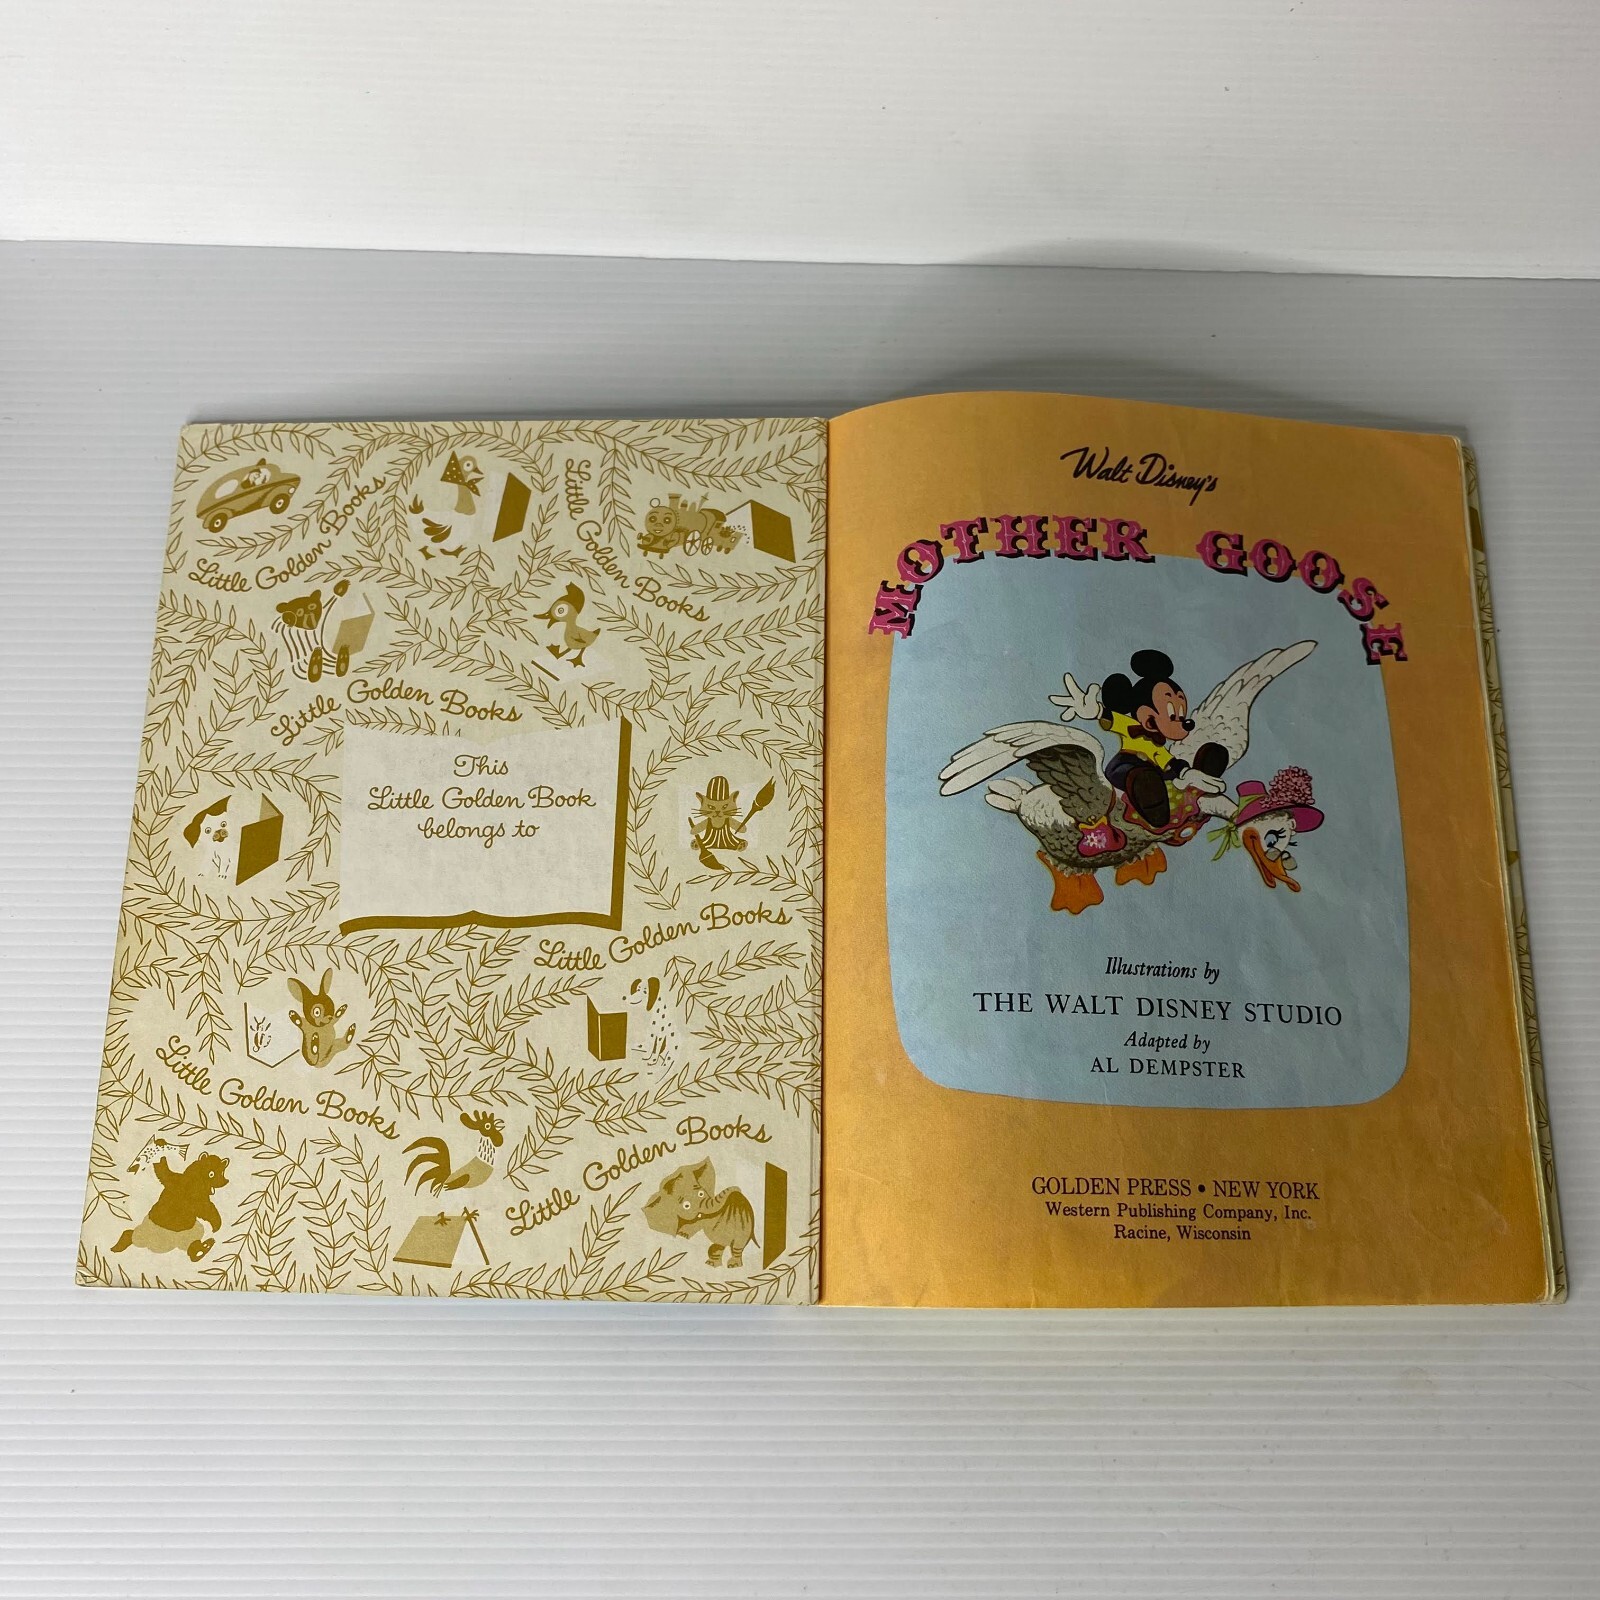 Little Golden Books
Little Golden Books
Little Golden Books
This
Little Golden Book
belongs to
Little Golden Books
Little Golden Books
Little Golden Books
Walt Disney's
MOTHER GOOSE
Illustrations by
THE WALT DISNEY STUDIO
Adapted by
AL DEMPSTER
GOLDEN PRESS • NEW YORK
Western Publishing Company, Inc.
Racine, Wisconsin